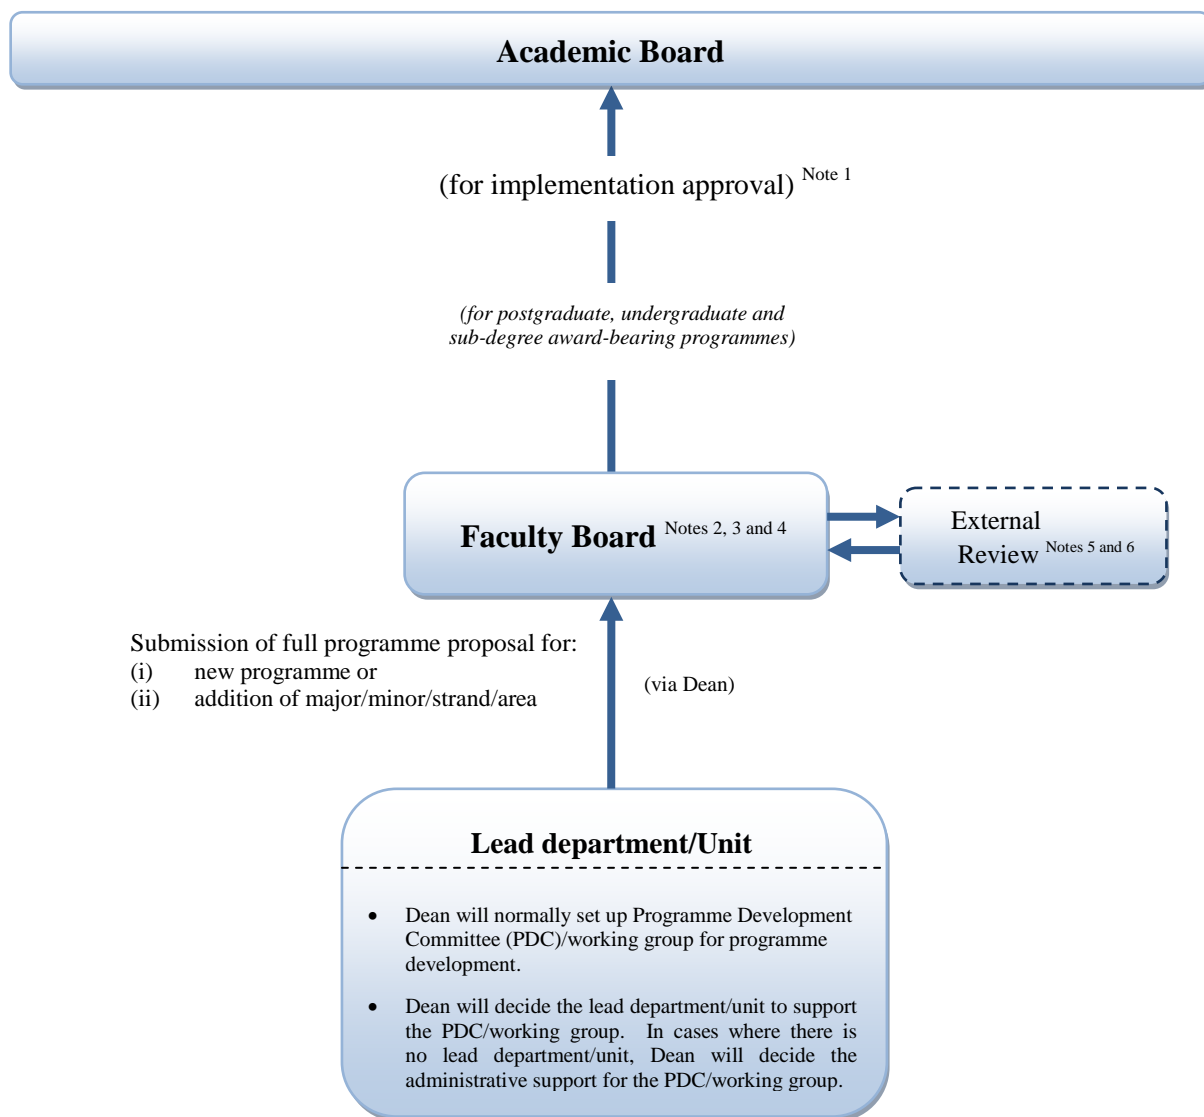 Academic Board
(for implementation approval) Note 1
(for postgraduate, undergraduate and
sub-degree award-bearing programmes)
Faculty Board Notes 2, 3 and 4
External
Review Notes 5 and 6
Submission of full programme proposal for:
(i) new programme or
(ii) addition of major/minor/strand/area
(via Dean)
Lead department/Unit
• Dean will normally set up Programme Development
Committee (PDC)/working group for programme
development.
• Dean will decide the lead department/unit to support
the PDC/working group. In cases where there is
no lead department/unit, Dean will decide the
administrative support for the PDC/working group.